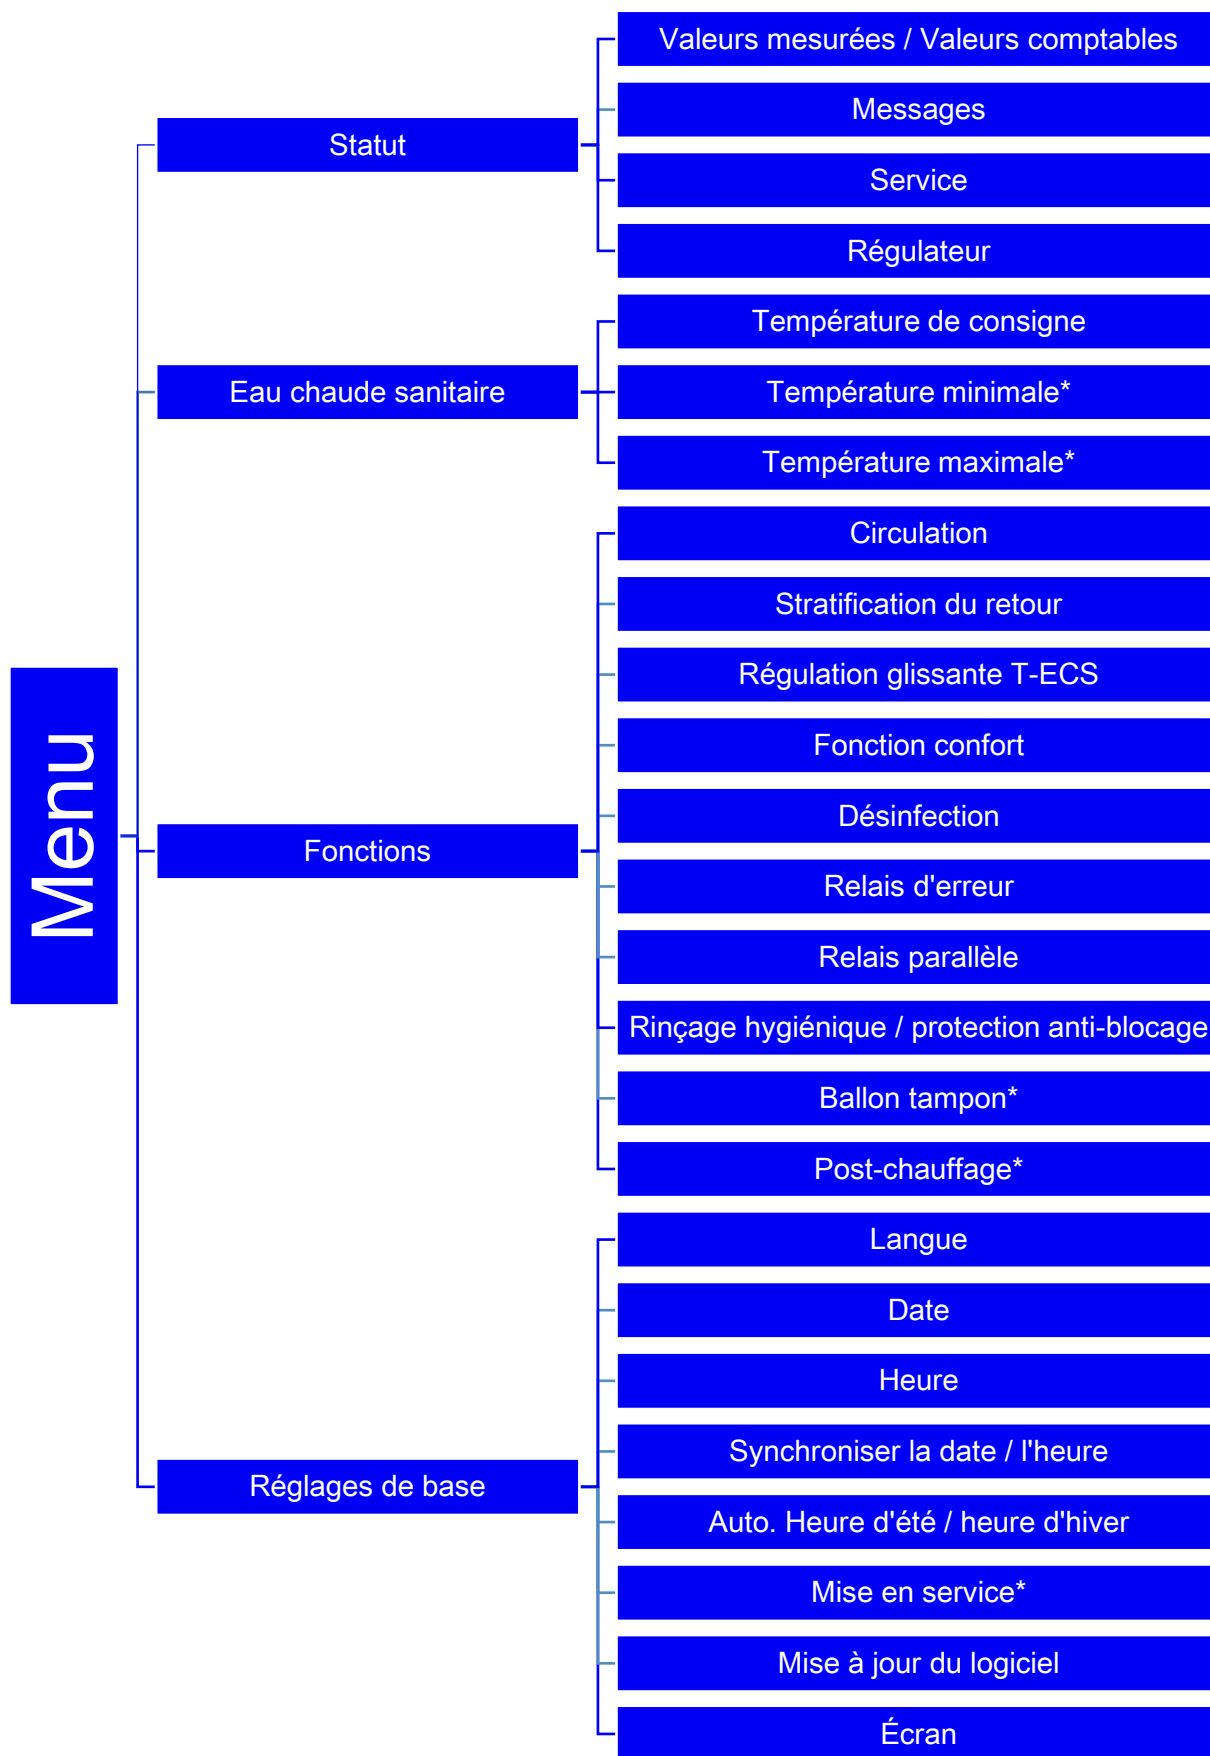 Menu
Statut
Valeurs mesurées / Valeurs comptables
Messages
Service
Régulateur
Eau chaude sanitaire
Température de consigne
Température minimale*
Température maximale*
Fonctions
Circulation
Stratification du retour
Régulation glissante T-ECS
Fonction confort
Désinfection
Relais d'erreur
Relais parallèle
Rinçage hygiénique / protection anti-blocage
Ballon tampon*
Post-chauffage*
Réglages de base
Langue
Date
Heure
Synchroniser la date / l'heure
Auto. Heure d'été / heure d'hiver
Mise en service*
Mise à jour du logiciel
Écran